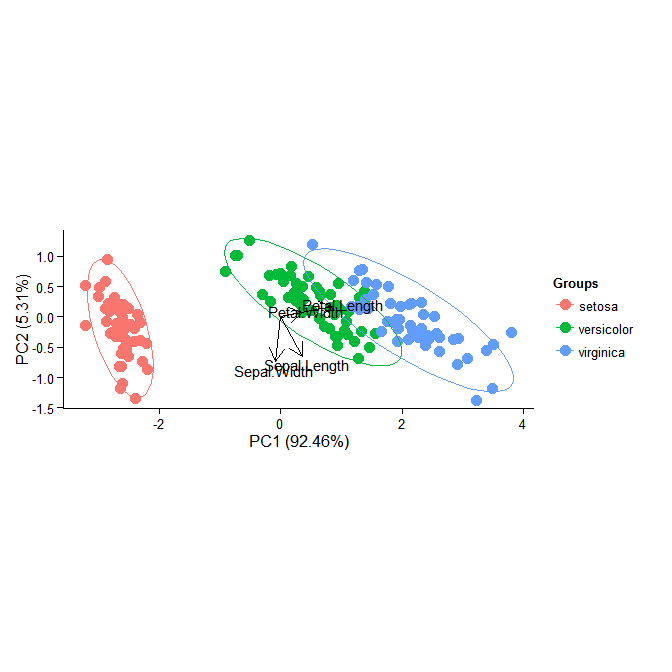 1.0
0.5
0.0
-0.5
-1.0
-1.5
PC2 (5.31%)
Petal.Length
Petal.Width
Sepal.Length
Sepal.Width
-2
0
2
4
PC1 (92.46%)
Groups
setosa
versicolor
virginica